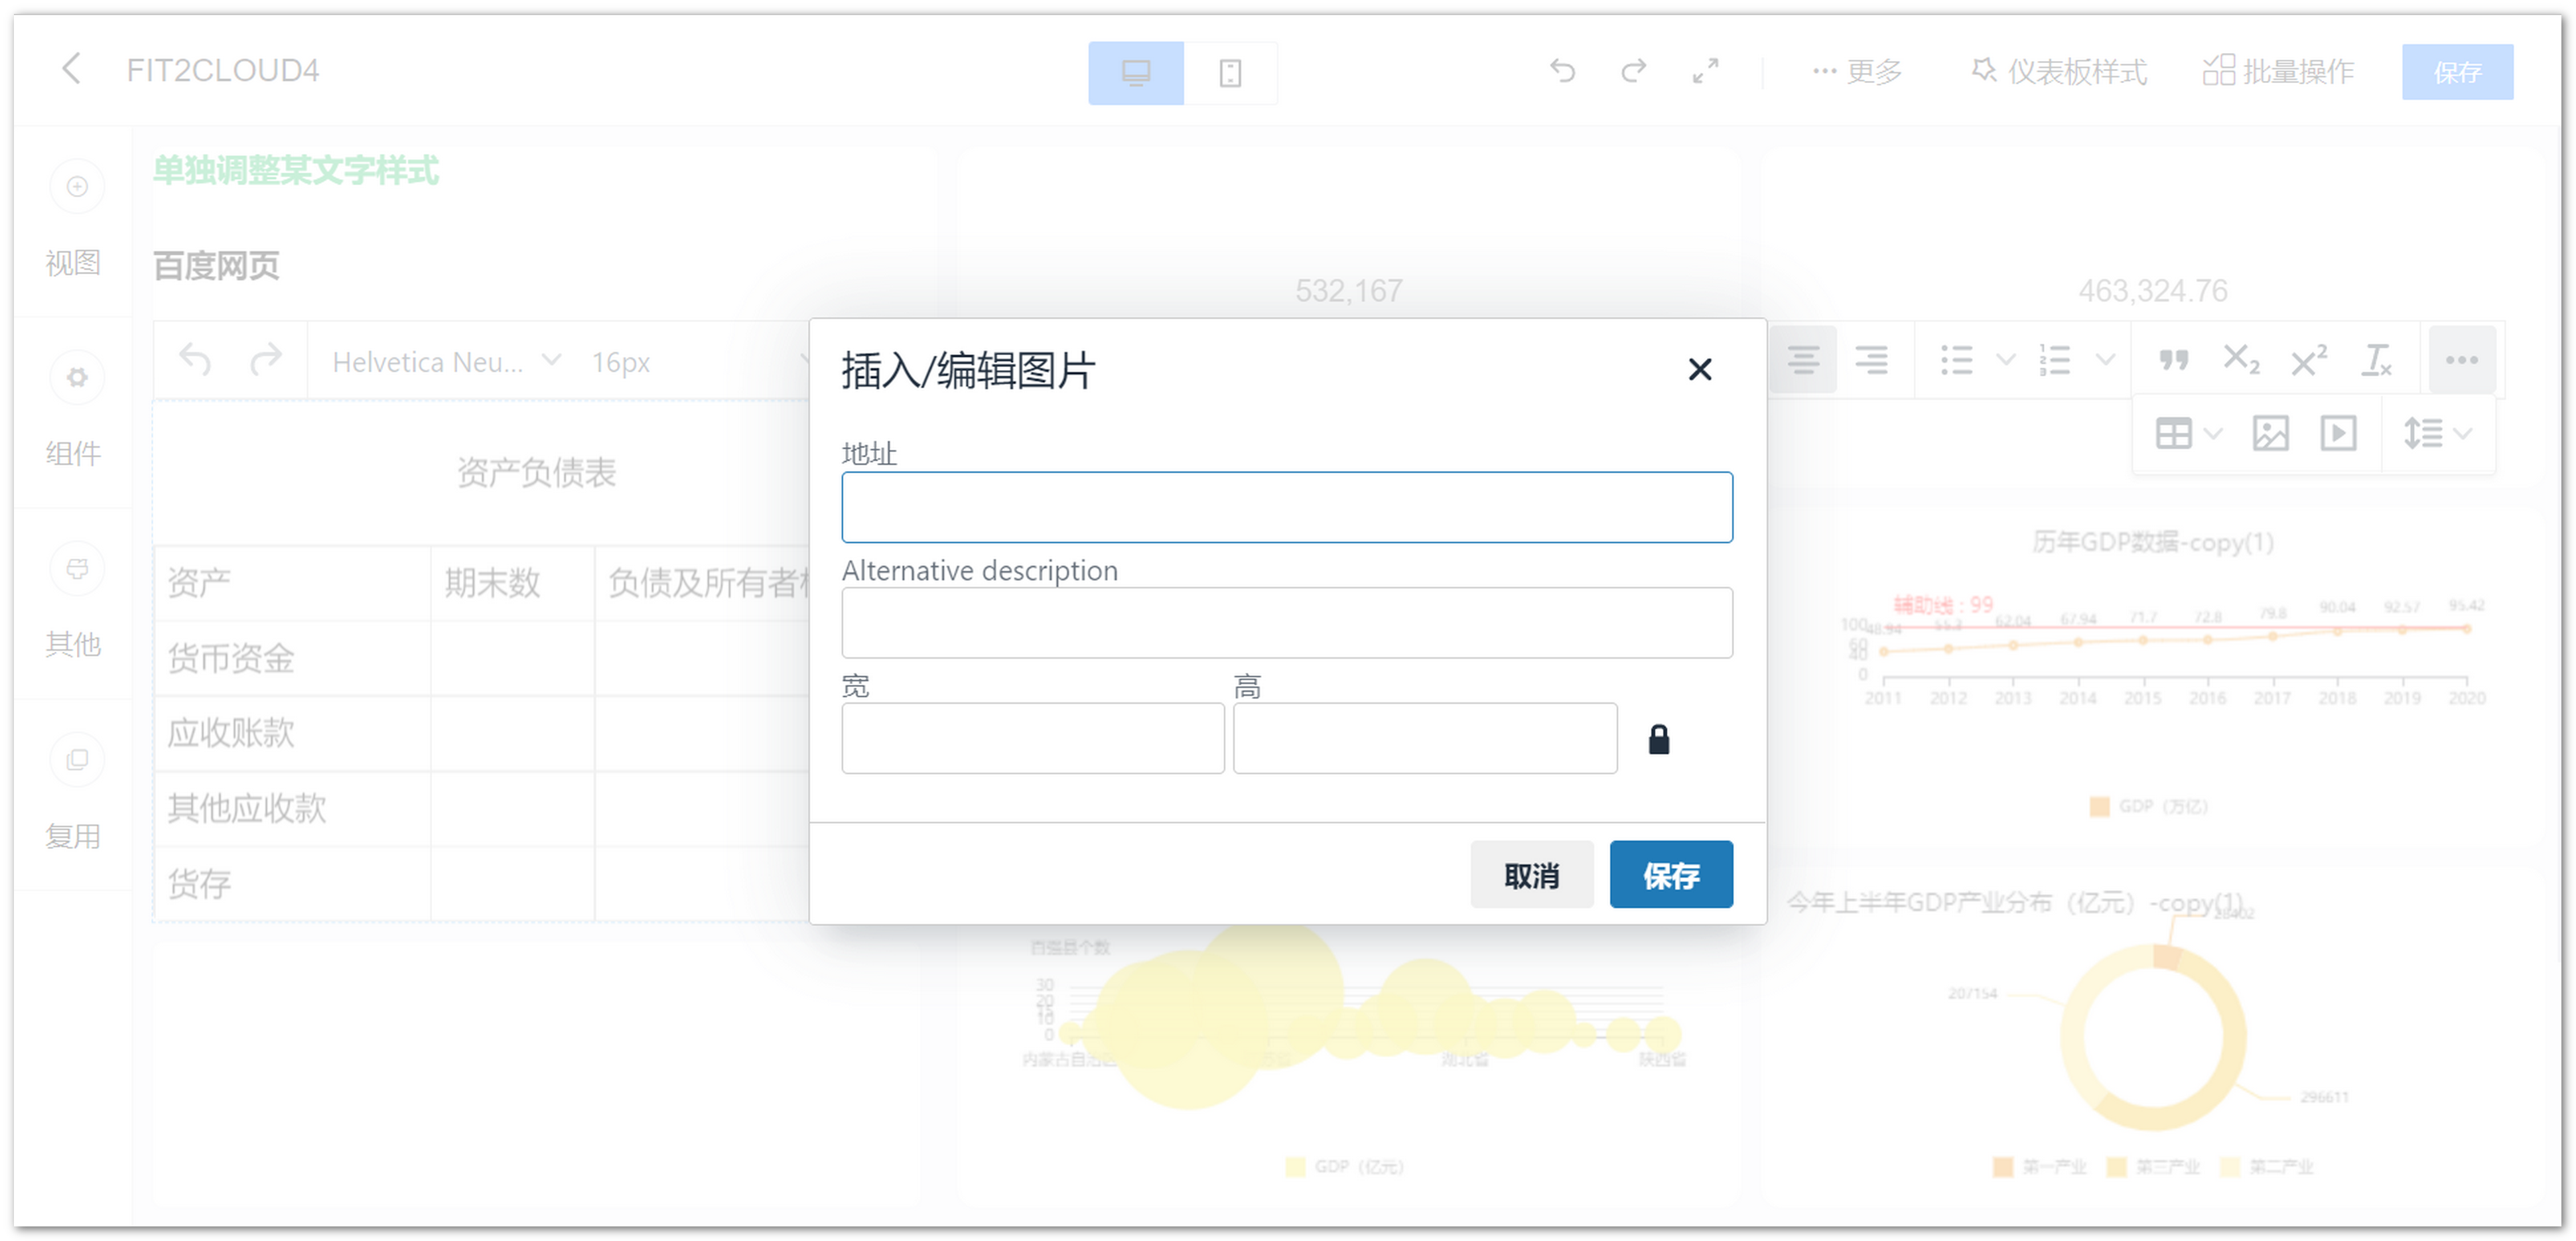 FIT2CLOUD4
更多
仪表板样式
批量操作
保存
视图
组件
其他
复用
单独调整某文字样式
百度网页
532,167
463,324.76
Helvetica Neu...
16px
资产负债表
资产
期末数
负债及所有者
货币资金
应收账款
其他应收款
货存
插入/编辑图片
地址
Alternative description
宽
高
取消
保存
历年GDP数据-copy(1)
辅助线 : 99
48.94 55.3 62.04 67.94 71.7 72.8 79.8 90.04 92.57 95.42
100
60
40
0
2011 2012 2013 2014 2015 2016 2017 2018 2019 2020
GDP（万亿）
百强县个数
30
20
10
0
内蒙古自治区
湖北省
陕西省
GDP（亿元）
今年上半年GDP产业分布（亿元）-copy(1)
28402
207154
296611
第一产业
第三产业
第二产业